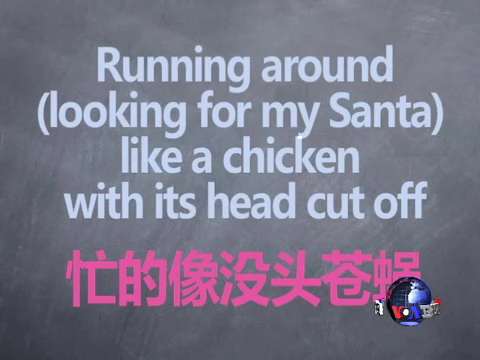 Running around
(looking for my Santa)
like a chicken
with its head cut off
忙的像没头苍蝇
VOA